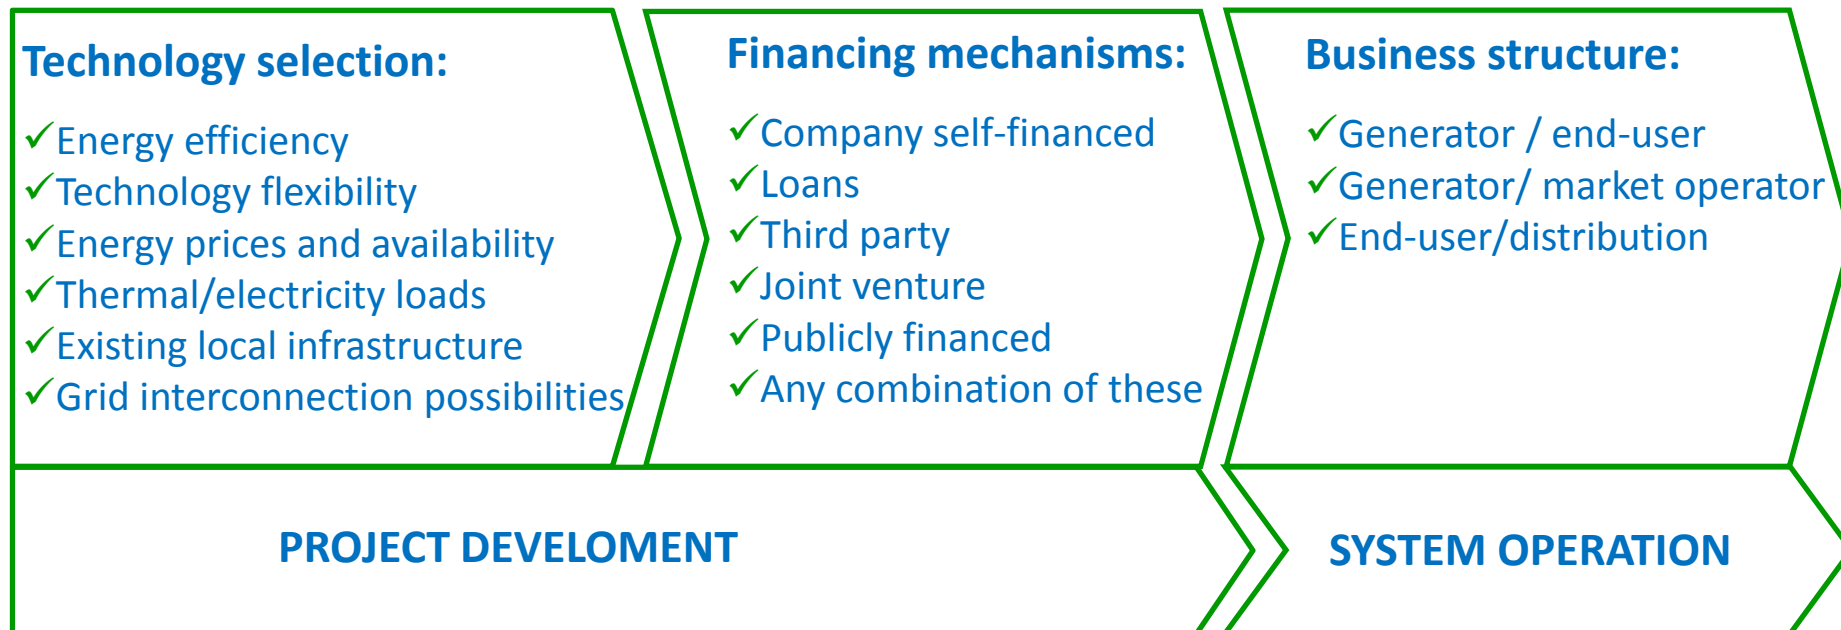 Technology selection:
✓Energy efficiency
✓Technology flexibility
✓Energy prices and availability
✓Thermal/electricity loads
✓Existing local infrastructure
✓Grid interconnection possibilities
Financing mechanisms:
✓Company self-financed
✓Loans
✓Third party
✓Joint venture
✓Publicly financed
✓Any combination of these
Business structure:
✓Generator / end-user
✓Generator/ market operator
✓End-user/distribution
PROJECT DEVELOMENT
SYSTEM OPERATION